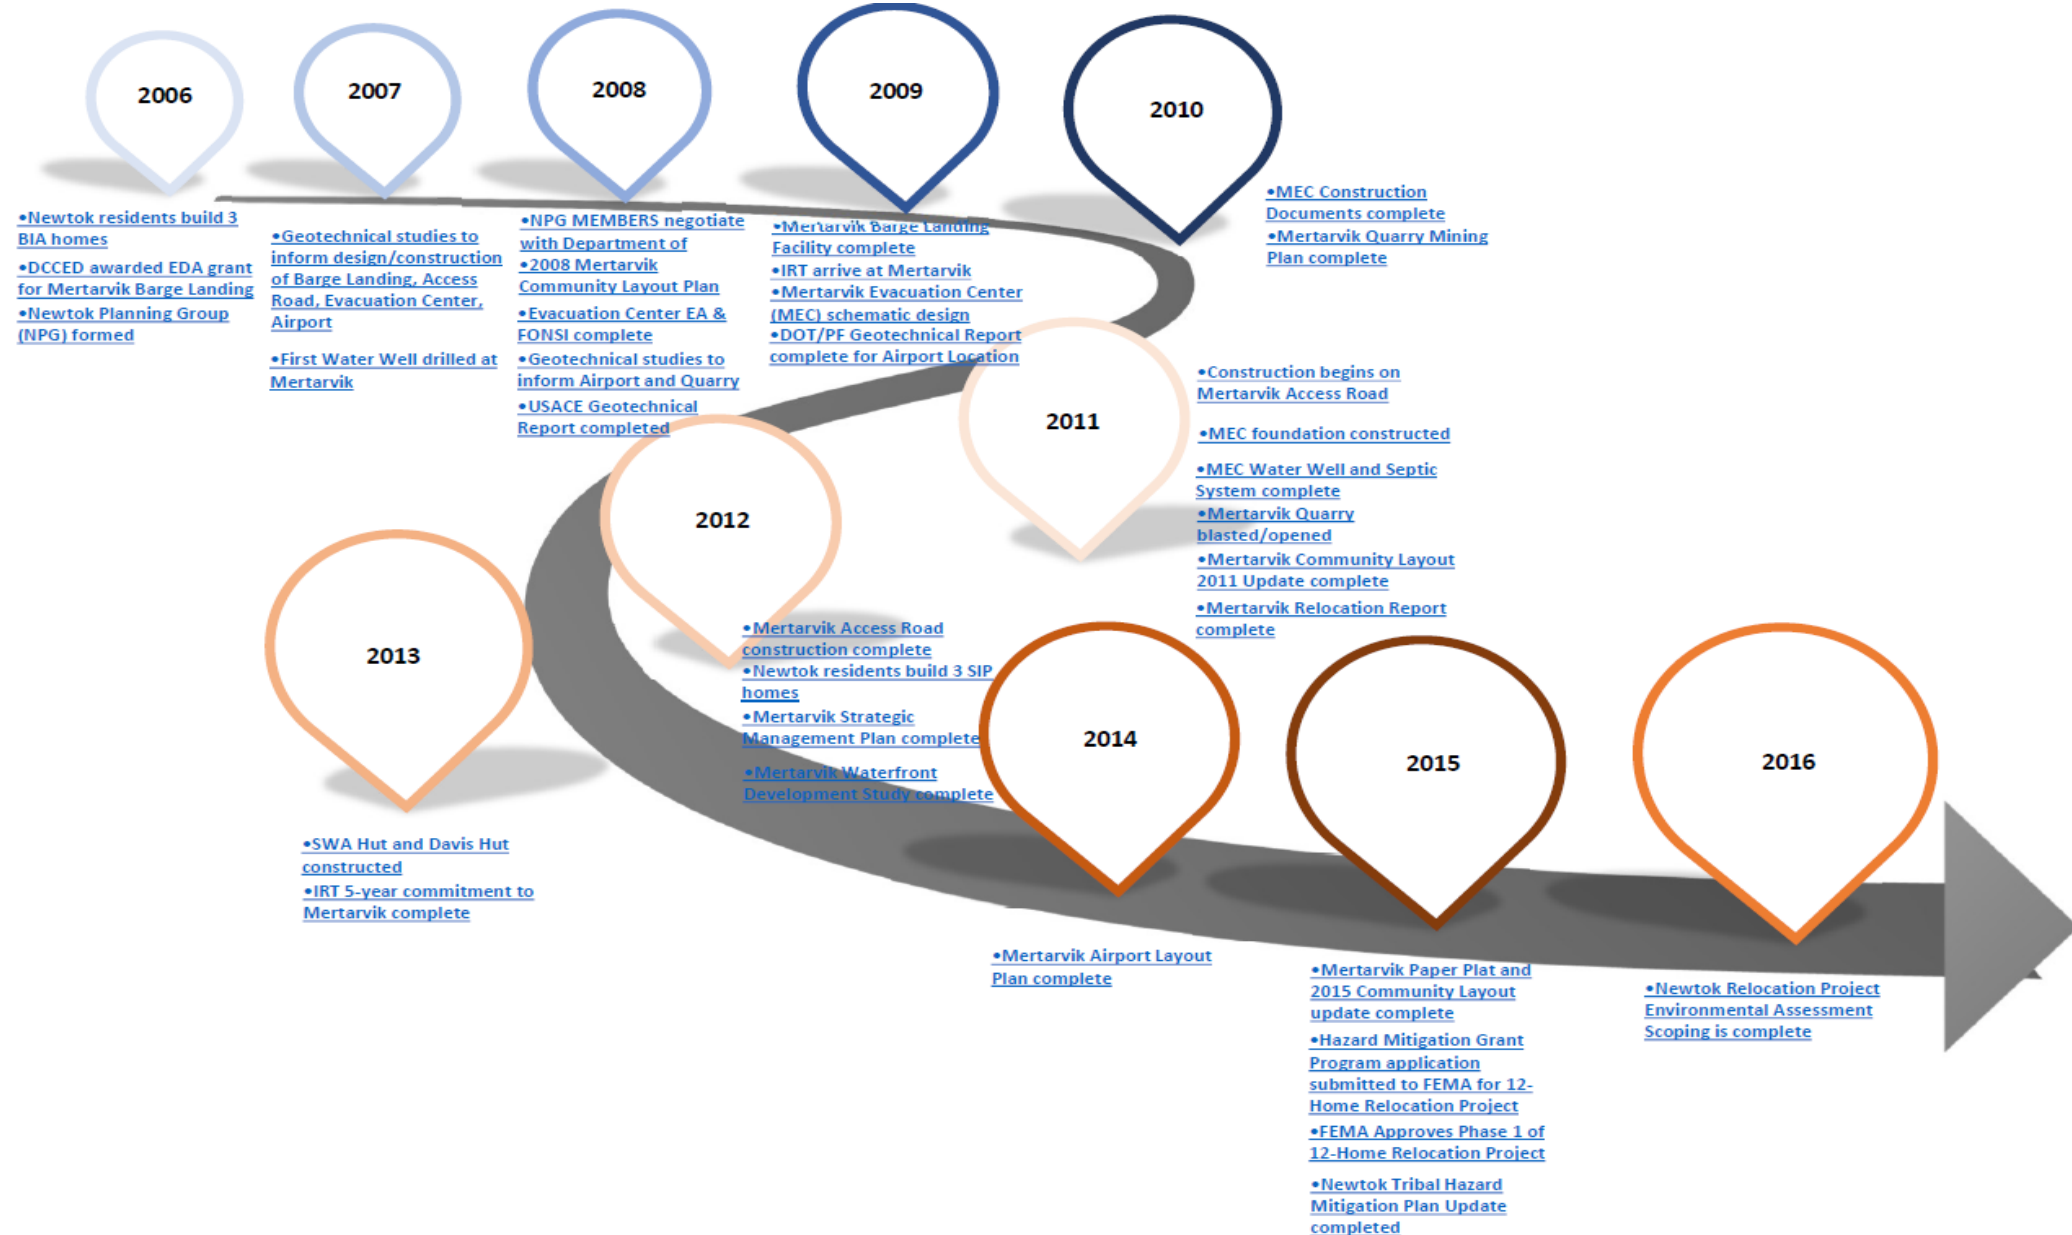 2006
•Newtok residents build 3
BIA homes
•DCCED awarded EDA grant
for Mertarvik Barge Landing
•Newtok Planning Group
(NPG) formed
2007
•Geotechnical studies to
inform design/construction
of Barge Landing, Access
Road, Evacuation Center,
Airport
•First Water Well drilled at
Mertarvik
2008
•NPG MEMBERS negotiate
with Department of
•2008 Mertarvik
Community Layout Plan
•Evacuation Center EA &
FONSI complete
•Geotechnical studies to
inform Airport and Quarry
•USACE Geotechnical
Report completed
2009
•Mertarvik Barge Landing
Facility complete
•IRT arrive at Mertarvik
•Mertarvik Evacuation Center
(MEC) schematic design
•DOT/PF Geotechnical Report
complete for Airport Location
2010
•MEC Construction
Documents complete
•Mertarvik Quarry Mining
Plan complete
2011
•Construction begins on
Mertarvik Access Road
•MEC foundation constructed
•MEC Water Well and Septic
System complete
•Mertarvik Quarry
blasted/opened
•Mertarvik Community Layout
2011 Update complete
•Mertarvik Relocation Report
complete
2012
•Mertarvik Access Road
construction complete
•Newtok residents build 3 SIP
homes
•Mertarvik Strategic
Management Plan complete
•Mertarvik Waterfront
Development Study complete
2013
•SWA Hut and Davis Hut
constructed
•IRT 5-year commitment to
Mertarvik complete
2014
•Mertarvik Airport Layout
Plan complete
2015
•Mertarvik Paper Plat and
2015 Community Layout
update complete
•Hazard Mitigation Grant
Program application
submitted to FEMA for 12-
Home Relocation Project
•FEMA Approves Phase 1 of
12-Home Relocation Project
•Newtok Tribal Hazard
Mitigation Plan Update
completed
2016
•Newtok Relocation Project
Environmental Assessment
Scoping is complete